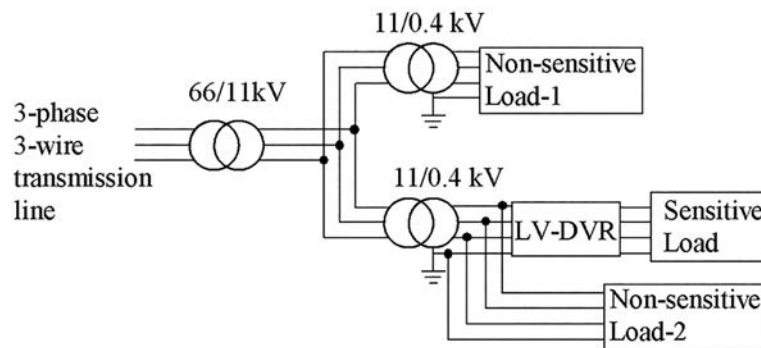 11/0.4 kV
Non-sensitive
Load-1
66/11kV
3-phase
3-wire
transmission
line
11/0.4 kV
LV-DVR
Sensitive
Load
Non-sensitive
Load-2